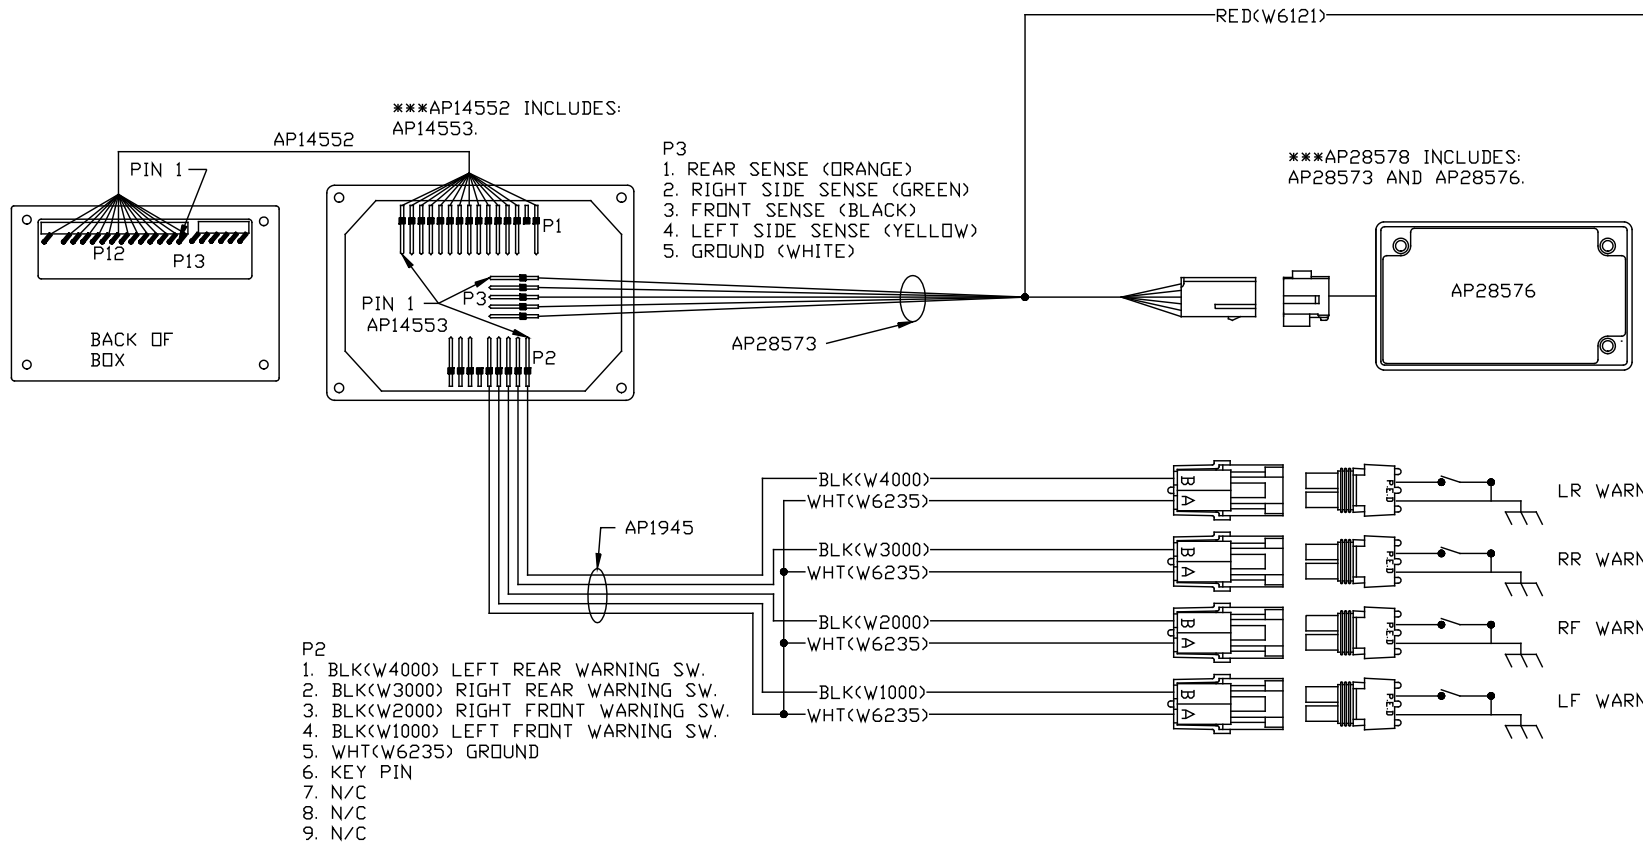 RED(W6121)
***AP14552 INCLUDES:
AP14553.
AP14552
PIN 1
P3
1. REAR SENSE (ORANGE)
2. RIGHT SIDE SENSE (GREEN)
3. FRONT SENSE (BLACK)
4. LEFT SIDE SENSE (YELLOW)
5. GROUND (WHITE)
***AP28578 INCLUDES:
AP28573 AND AP28576.
P1
P12
P13
P3
PIN 1
AP14553
AP28573
AP28576
BACK OF
BOX
P2
BLK(W4000)
WHT(W6235)
B
A
P.E.D
LR WARN
AP1945
BLK(W3000)
WHT(W6235)
B
A
P.E.D
RR WARN
BLK(W2000)
WHT(W6235)
B
A
P.E.D
RF WARN
BLK(W1000)
WHT(W6235)
B
A
P.E.D
LF WARN
P2
1. BLK(W4000) LEFT REAR WARNING SW.
2. BLK(W3000) RIGHT REAR WARNING SW.
3. BLK(W2000) RIGHT FRONT WARNING SW.
4. BLK(W1000) LEFT FRONT WARNING SW.
5. WHT(W6235) GROUND
6. KEY PIN
7. N/C
8. N/C
9. N/C